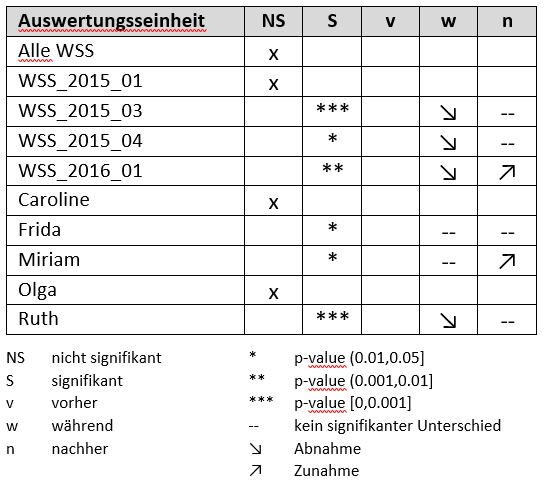 Auswertungsseinheit NS S v w n
Alle WSS x
WSS_2015_01 x
WSS_2015_03 *** ↘ --
WSS_2015_04 * ↘ --
WSS_2016_01 ** ↘ ↗
Caroline x
Frida * -- --
Miriam * -- ↗
Olga x
Ruth *** ↘ --
NS nicht signifikant * p-value (0.01,0.05]
S signifikant ** p-value (0.001,0.01]
v vorher *** p-value [0,0.001]
w während -- kein signifikanter Unterschied
n nachher ↘ Abnahme
↗ Zunahme